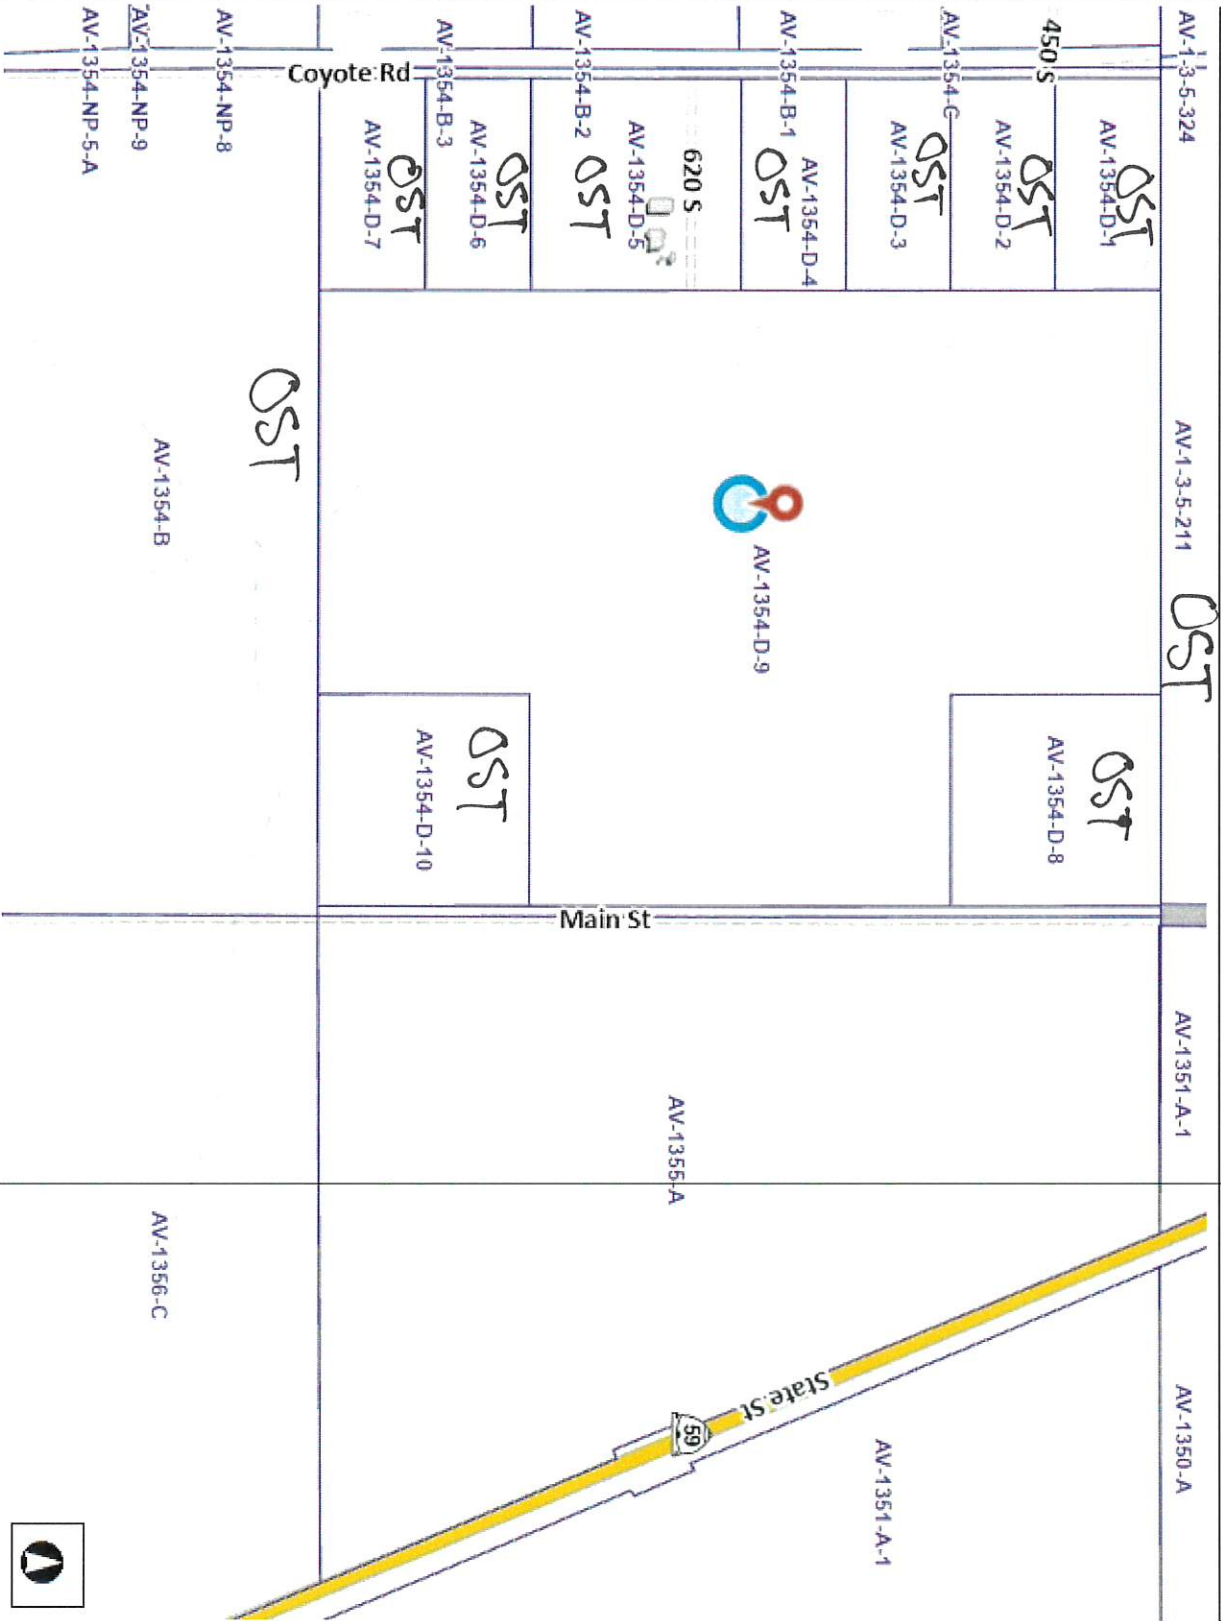 AV-1-3-5-324
AV-1-3-5-211
OST
AV-1351-A-1
AV-1350-A
450 S
AV-1354-D-1
OST
AV-1354-D-2
OST
AV-1354-D-8
OST
AV-1354-C
AV-1354-D-3
OST
AV-1351-A-1
AV-1354-B-1
AV-1354-D-4
OST
AV-1354-D-9
State St
620 S
59
AV-1354-D-5
AV-1355-A
AV-1354-B-2
OST
Main St
AV-1354-D-6
OST
OST
AV-1354-D-10
AV-1354-B-3
AV-1354-D-7
OST
Coyote Rd
OST
AV-1354-NP-8
AV-1354-B
AV-1356-C
AV-1354-NP-9
AV-1354-NP-5-A